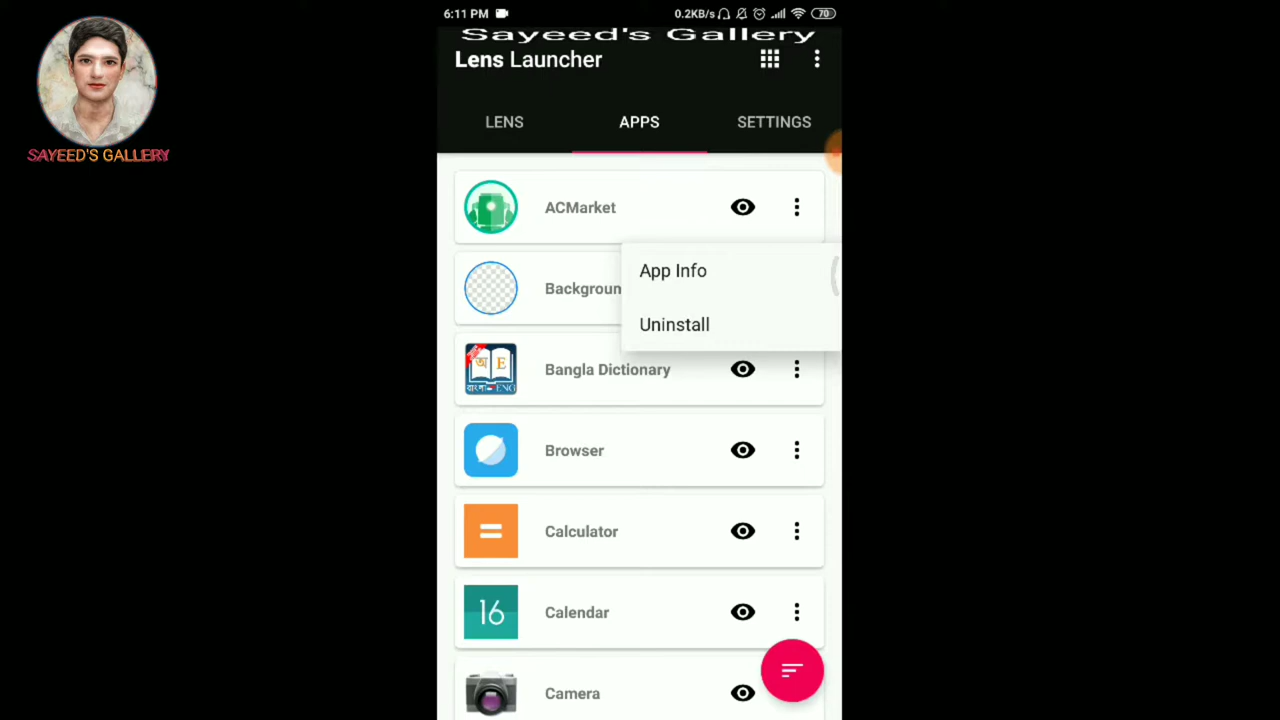 6:11 PM
0.2KB/s
70
Sayeed's Gallery
Lens Launcher
SAYEED'S GALLERY
LENS
APPS
SETTINGS
ACMarket
App Info
Backgroun
Uninstall
অ E
বাংলা ENG
Bangla Dictionary
Browser
Calculator
16
Calendar
Camera